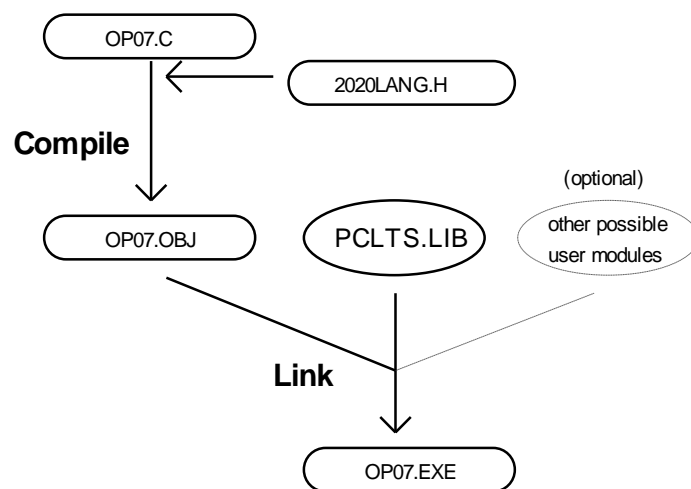 OP07.C
2020LANG.H
Compile
(optional)
OP07.OBJ
PCLTS.LIB
other possible
user modules
Link
OP07.EXE